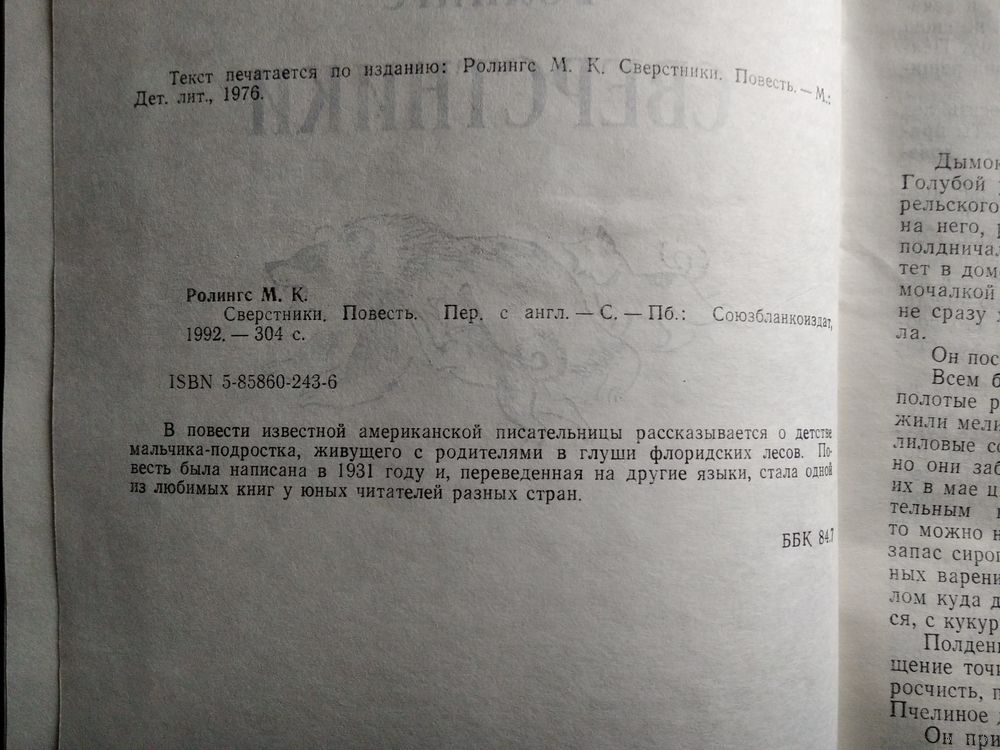 СВЕРСТНИКИ
Текст печатается по изданию: Ролингс М. К. Сверстники. Повесть. — М.:
Дет. лит., 1976.
Ролингс М. К.
Сверстники. Повесть. Пер. с англ. — С. — Пб.: Союзбланкоиздат,
1992. — 304 с.
ISBN 5-85860-243-6
В повести известной американской писательницы рассказывается о детстве
мальчика-подростка, живущего с родителями в глуши флоридских лесов. По-
весть была написана в 1931 году и, переведенная на другие языки, стала одной
из любимых книг у юных читателей разных стран.
ББК 84.7
Дымок
Голубой
рельского
на него,
полднича
тет в дом
мочалкой
не сразу
ла.
Он пос
Всем б
полотые р
жили мели
лиловые со
но они заб
их в мае ц
тельным
то можно н
запас сироп
ных варени
лом куда д
ся, с кукур
Полден
щение точ
росчисть, п
Пчелиное
Он при